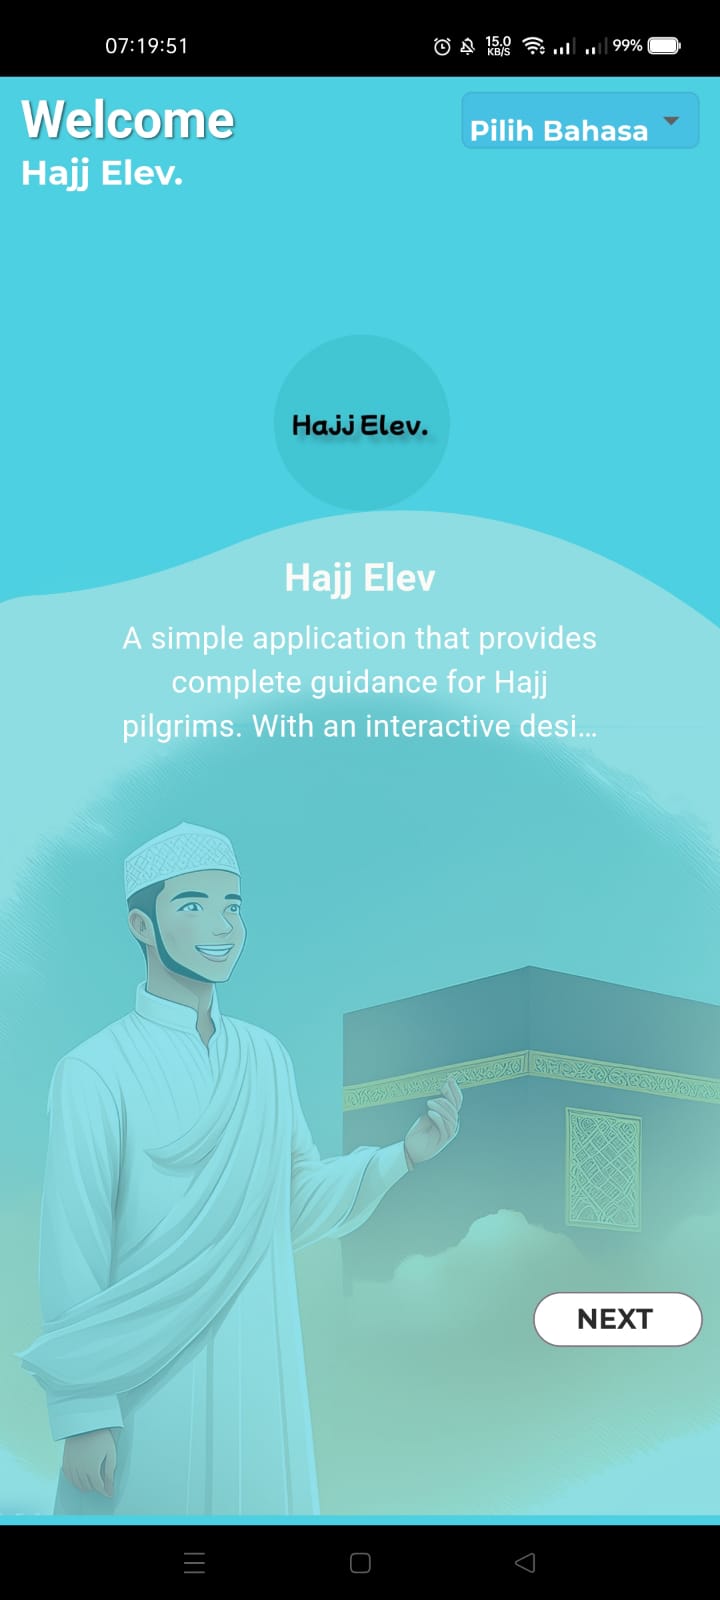 07:19:51
15.0
KB/S
99%
Welcome
Pilih Bahasa
Hajj Elev.
Hajj Elev.
Hajj Elev
A simple application that provides
complete guidance for Hajj
pilgrims. With an interactive desi...
NEXT